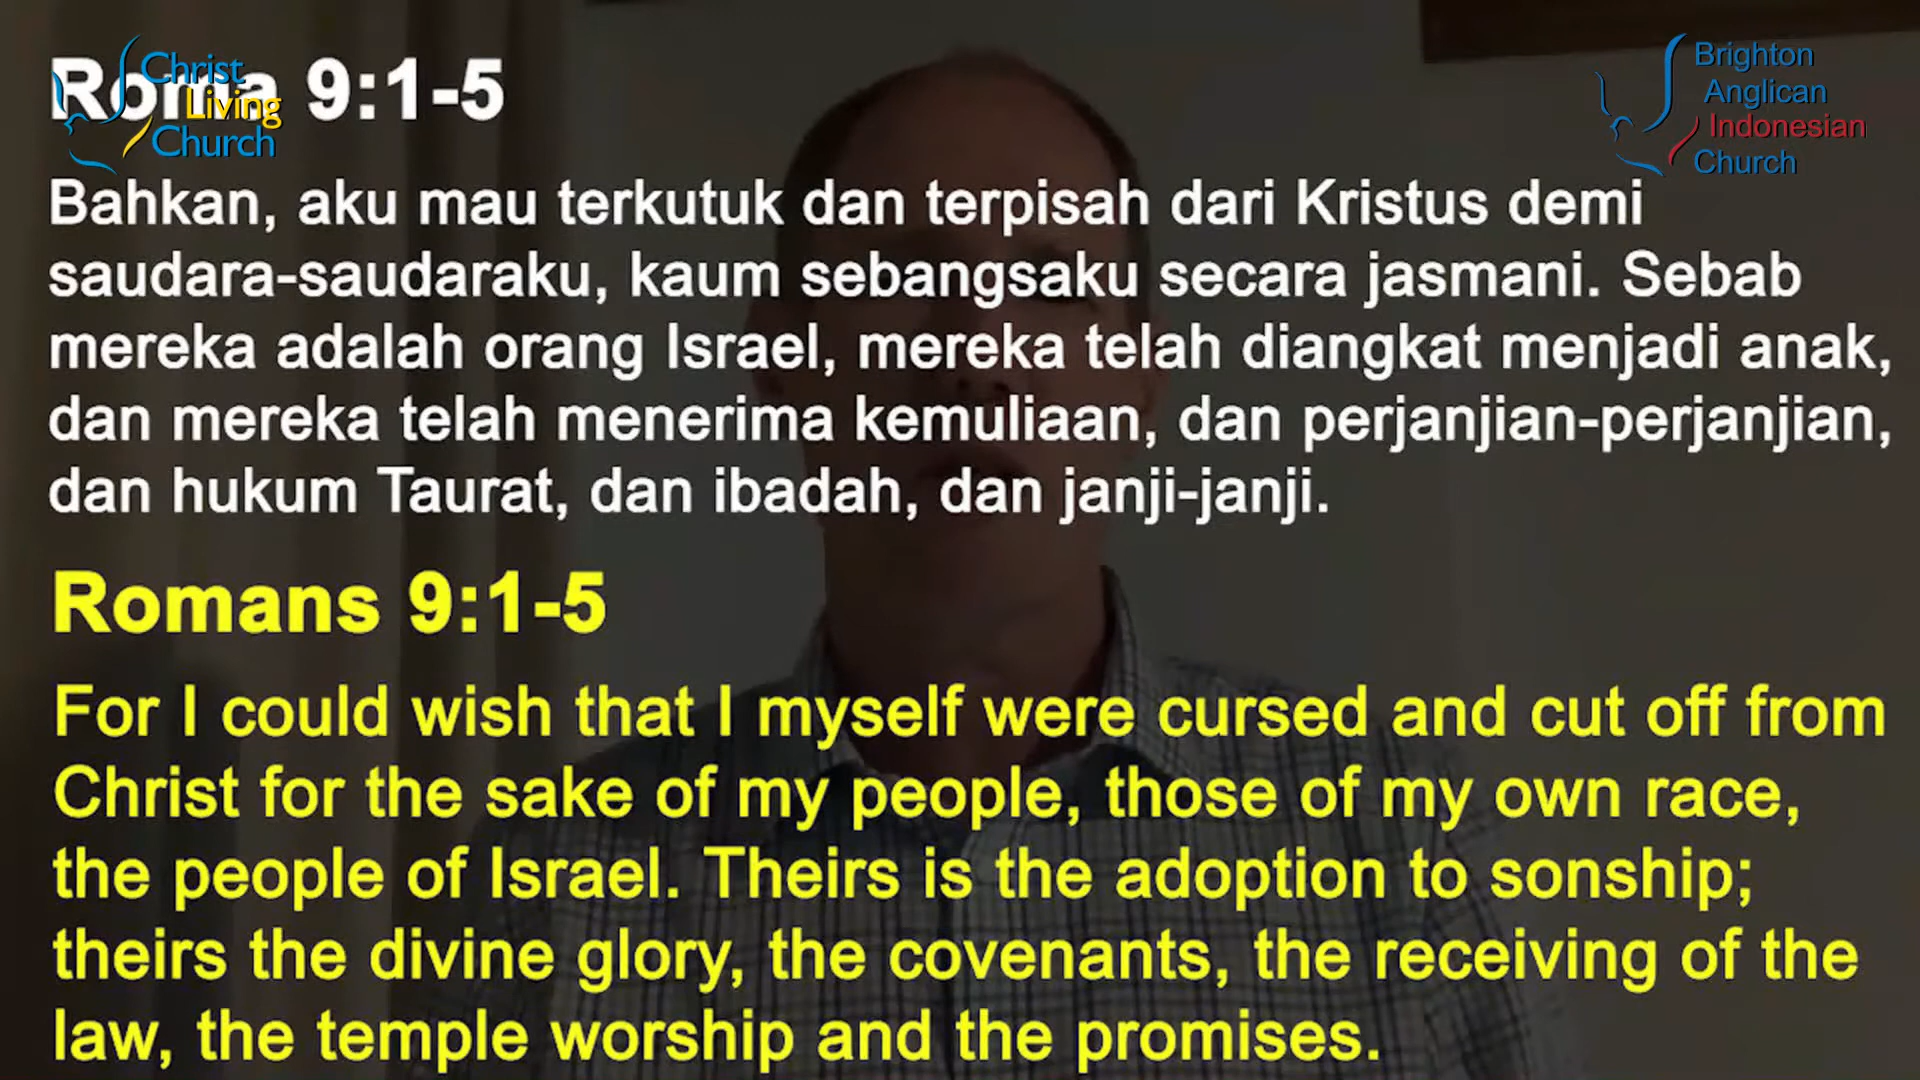 Christ
Living
Church
Brighton
Anglican
Indonesian
Church
Roma 9:1-5
Bahkan, aku mau terkutuk dan terpisah dari Kristus demi
saudara-saudaraku, kaum sebangsaku secara jasmani. Sebab
mereka adalah orang Israel, mereka telah diangkat menjadi anak,
dan mereka telah menerima kemuliaan, dan perjanjian-perjanjian,
dan hukum Taurat, dan ibadah, dan janji-janji.
Romans 9:1-5
For I could wish that I myself were cursed and cut off from
Christ for the sake of my people, those of my own race,
the people of Israel. Theirs is the adoption to sonship;
theirs the divine glory, the covenants, the receiving of the
law, the temple worship and the promises.